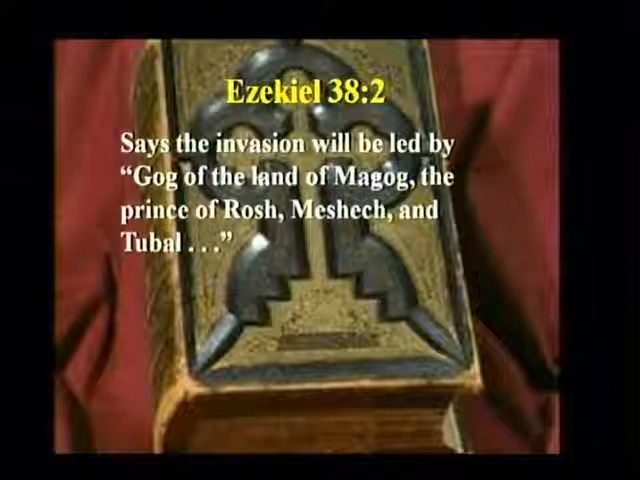 Ezekiel 38:2
Says the invasion will be led by
“Gog of the land of Magog, the
prince of Rosh, Meshech, and
Tubal . . .”